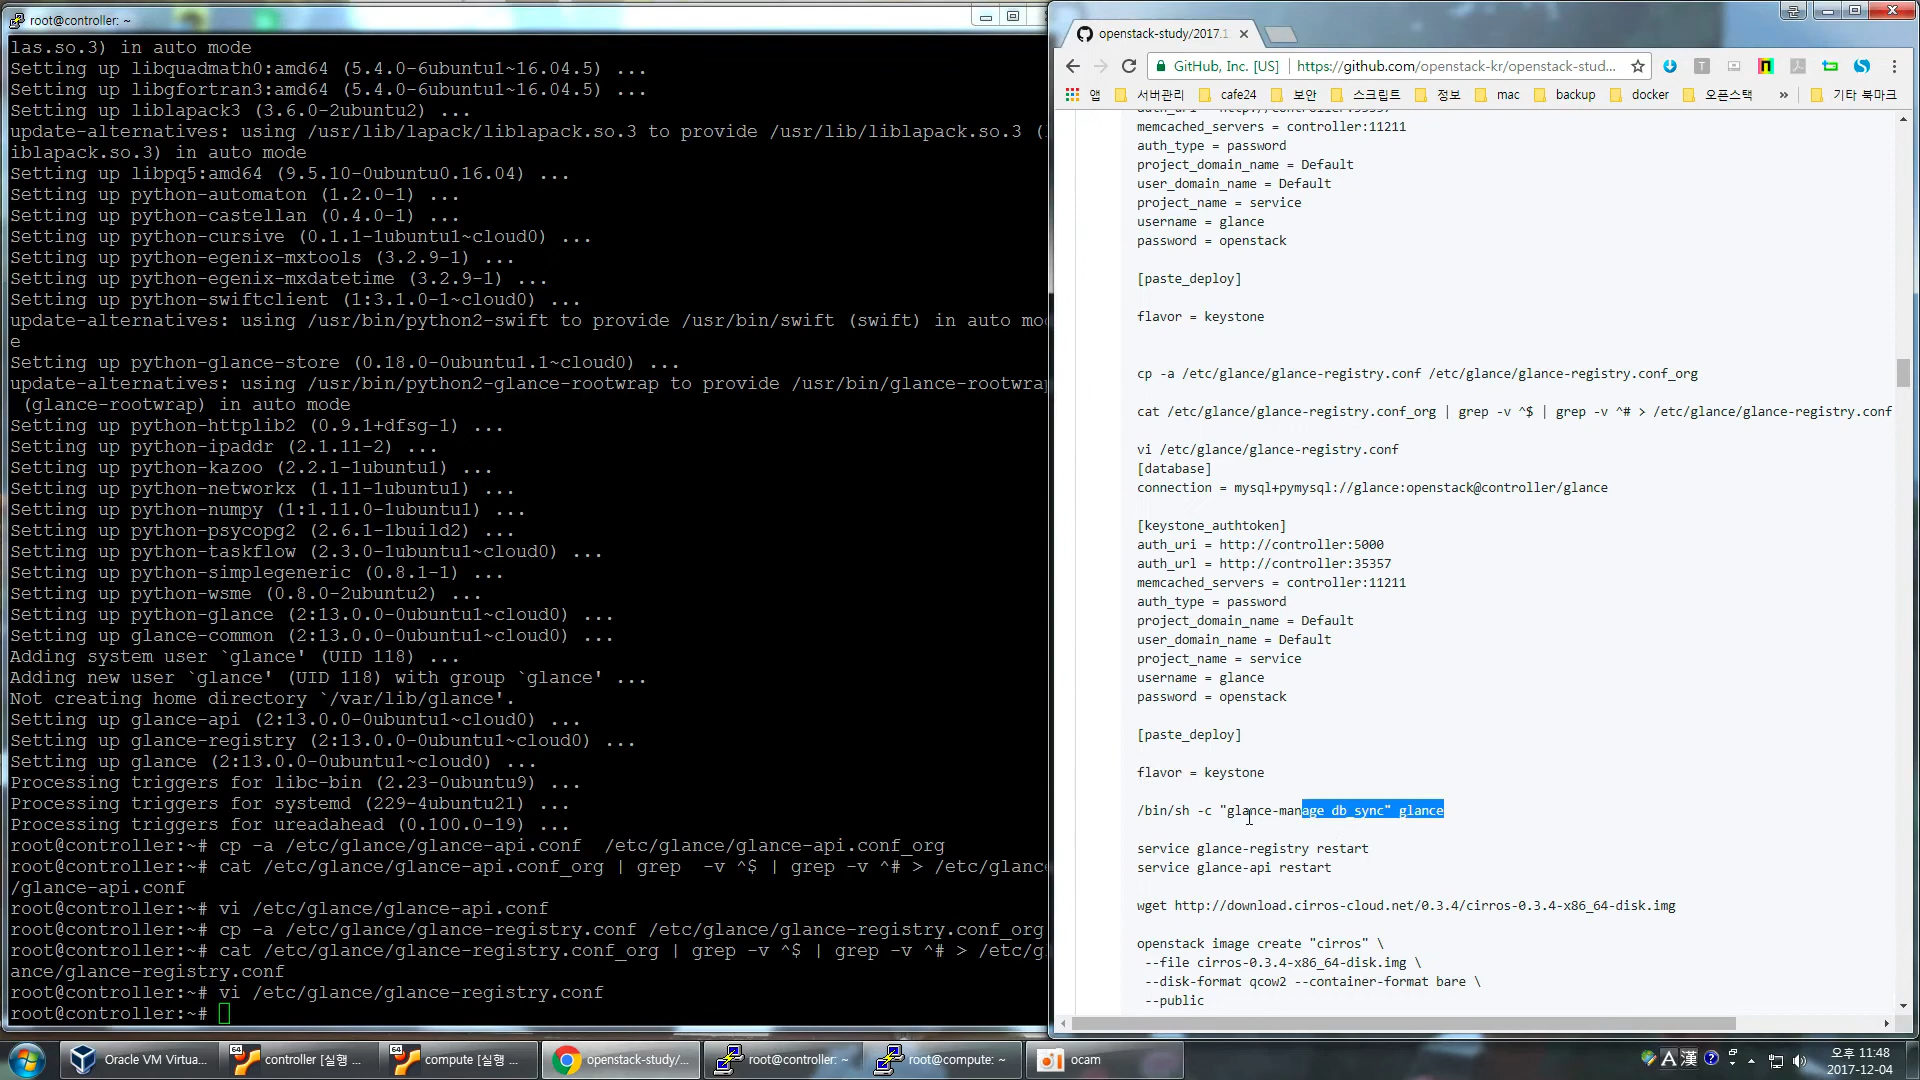 root@controller: ~
las.so.3) in auto mode
Setting up libquadmath0:amd64 (5.4.0-6ubuntu1~16.04.5) ...
Setting up libgfortran3:amd64 (5.4.0-6ubuntu1~16.04.5) ...
Setting up liblapack3 (3.6.0-2ubuntu2) ...
update-alternatives: using /usr/lib/lapack/liblapack.so.3 to provide /usr/lib/liblapack.so.3 (
iblapack.so.3) in auto mode
Setting up libpq5:amd64 (9.5.10-0ubuntu0.16.04) ...
Setting up python-automaton (1.2.0-1) ...
Setting up python-castellan (0.4.0-1) ...
Setting up python-cursive (0.1.1-1ubuntu1~cloud0) ...
Setting up python-egenix-mxtools (3.2.9-1) ...
Setting up python-egenix-mxdatetime (3.2.9-1) ...
Setting up python-swiftclient (1:3.1.0-1~cloud0) ...
update-alternatives: using /usr/bin/python2-swift to provide /usr/bin/swift (swift) in auto mo
e
Setting up python-glance-store (0.18.0-0ubuntu1.1~cloud0) ...
update-alternatives: using /usr/bin/python2-glance-rootwrap to provide /usr/bin/glance-rootwra
(glance-rootwrap) in auto mode
Setting up python-httplib2 (0.9.1+dfsg-1) ...
Setting up python-ipaddr (2.1.11-2) ...
Setting up python-kazoo (2.2.1-1ubuntu1) ...
Setting up python-networkx (1.11-1ubuntu1) ...
Setting up python-numpy (1:1.11.0-1ubuntu1) ...
Setting up python-psycopg2 (2.6.1-1build2) ...
Setting up python-taskflow (2.3.0-1ubuntu1~cloud0) ...
Setting up python-simplegeneric (0.8.1-1) ...
Setting up python-wsme (0.8.0-2ubuntu2) ...
Setting up python-glance (2:13.0.0-0ubuntu1~cloud0) ...
Setting up glance-common (2:13.0.0-0ubuntu1~cloud0) ...
Adding system user `glance' (UID 118) ...
Adding new user `glance' (UID 118) with group `glance' ...
Not creating home directory `/var/lib/glance'.
Setting up glance-api (2:13.0.0-0ubuntu1~cloud0) ...
Setting up glance-registry (2:13.0.0-0ubuntu1~cloud0) ...
Setting up glance (2:13.0.0-0ubuntu1~cloud0) ...
Processing triggers for libc-bin (2.23-0ubuntu9) ...
Processing triggers for systemd (229-4ubuntu21) ...
Processing triggers for ureadahead (0.100.0-19) ...
root@controller:~# cp -a /etc/glance/glance-api.conf  /etc/glance/glance-api.conf_org
root@controller:~# cat /etc/glance/glance-api.conf_org | grep  -v ^$ | grep -v ^# > /etc/glanc
/glance-api.conf
root@controller:~# vi /etc/glance/glance-api.conf
root@controller:~# cp -a /etc/glance/glance-registry.conf /etc/glance/glance-registry.conf_org
root@controller:~# cat /etc/glance/glance-registry.conf_org | grep -v ^$ | grep -v ^# > /etc/g
ance/glance-registry.conf
root@controller:~# vi /etc/glance/glance-registry.conf
root@controller:~#
openstack-study/2017.1
GitHub, Inc. [US] https://github.com/openstack-kr/openstack-stud...
앱 서버관리 cafe24 보안 스크립트 정보 mac backup docker 오픈스택 » 기타 북마크
memcached_servers = controller:11211
auth_type = password
project_domain_name = Default
user_domain_name = Default
project_name = service
username = glance
password = openstack
[paste_deploy]
flavor = keystone
cp -a /etc/glance/glance-registry.conf /etc/glance/glance-registry.conf_org
cat /etc/glance/glance-registry.conf_org | grep -v ^$ | grep -v ^# > /etc/glance/glance-registry.conf
vi /etc/glance/glance-registry.conf
[database]
connection = mysql+pymysql://glance:openstack@controller/glance
[keystone_authtoken]
auth_uri = http://controller:5000
auth_url = http://controller:35357
memcached_servers = controller:11211
auth_type = password
project_domain_name = Default
user_domain_name = Default
project_name = service
username = glance
password = openstack
[paste_deploy]
flavor = keystone
/bin/sh -c "glance-manage db_sync" glance
service glance-registry restart
service glance-api restart
wget http://download.cirros-cloud.net/0.3.4/cirros-0.3.4-x86_64-disk.img
openstack image create "cirros" \
--file cirros-0.3.4-x86_64-disk.img \
--disk-format qcow2 --container-format bare \
--public
Oracle VM Virtua... controller [실행 ... compute [실행 ... openstack-study/... root@controller: ~ root@compute: ~ ocam
A 漢
오후 11:48
2017-12-04